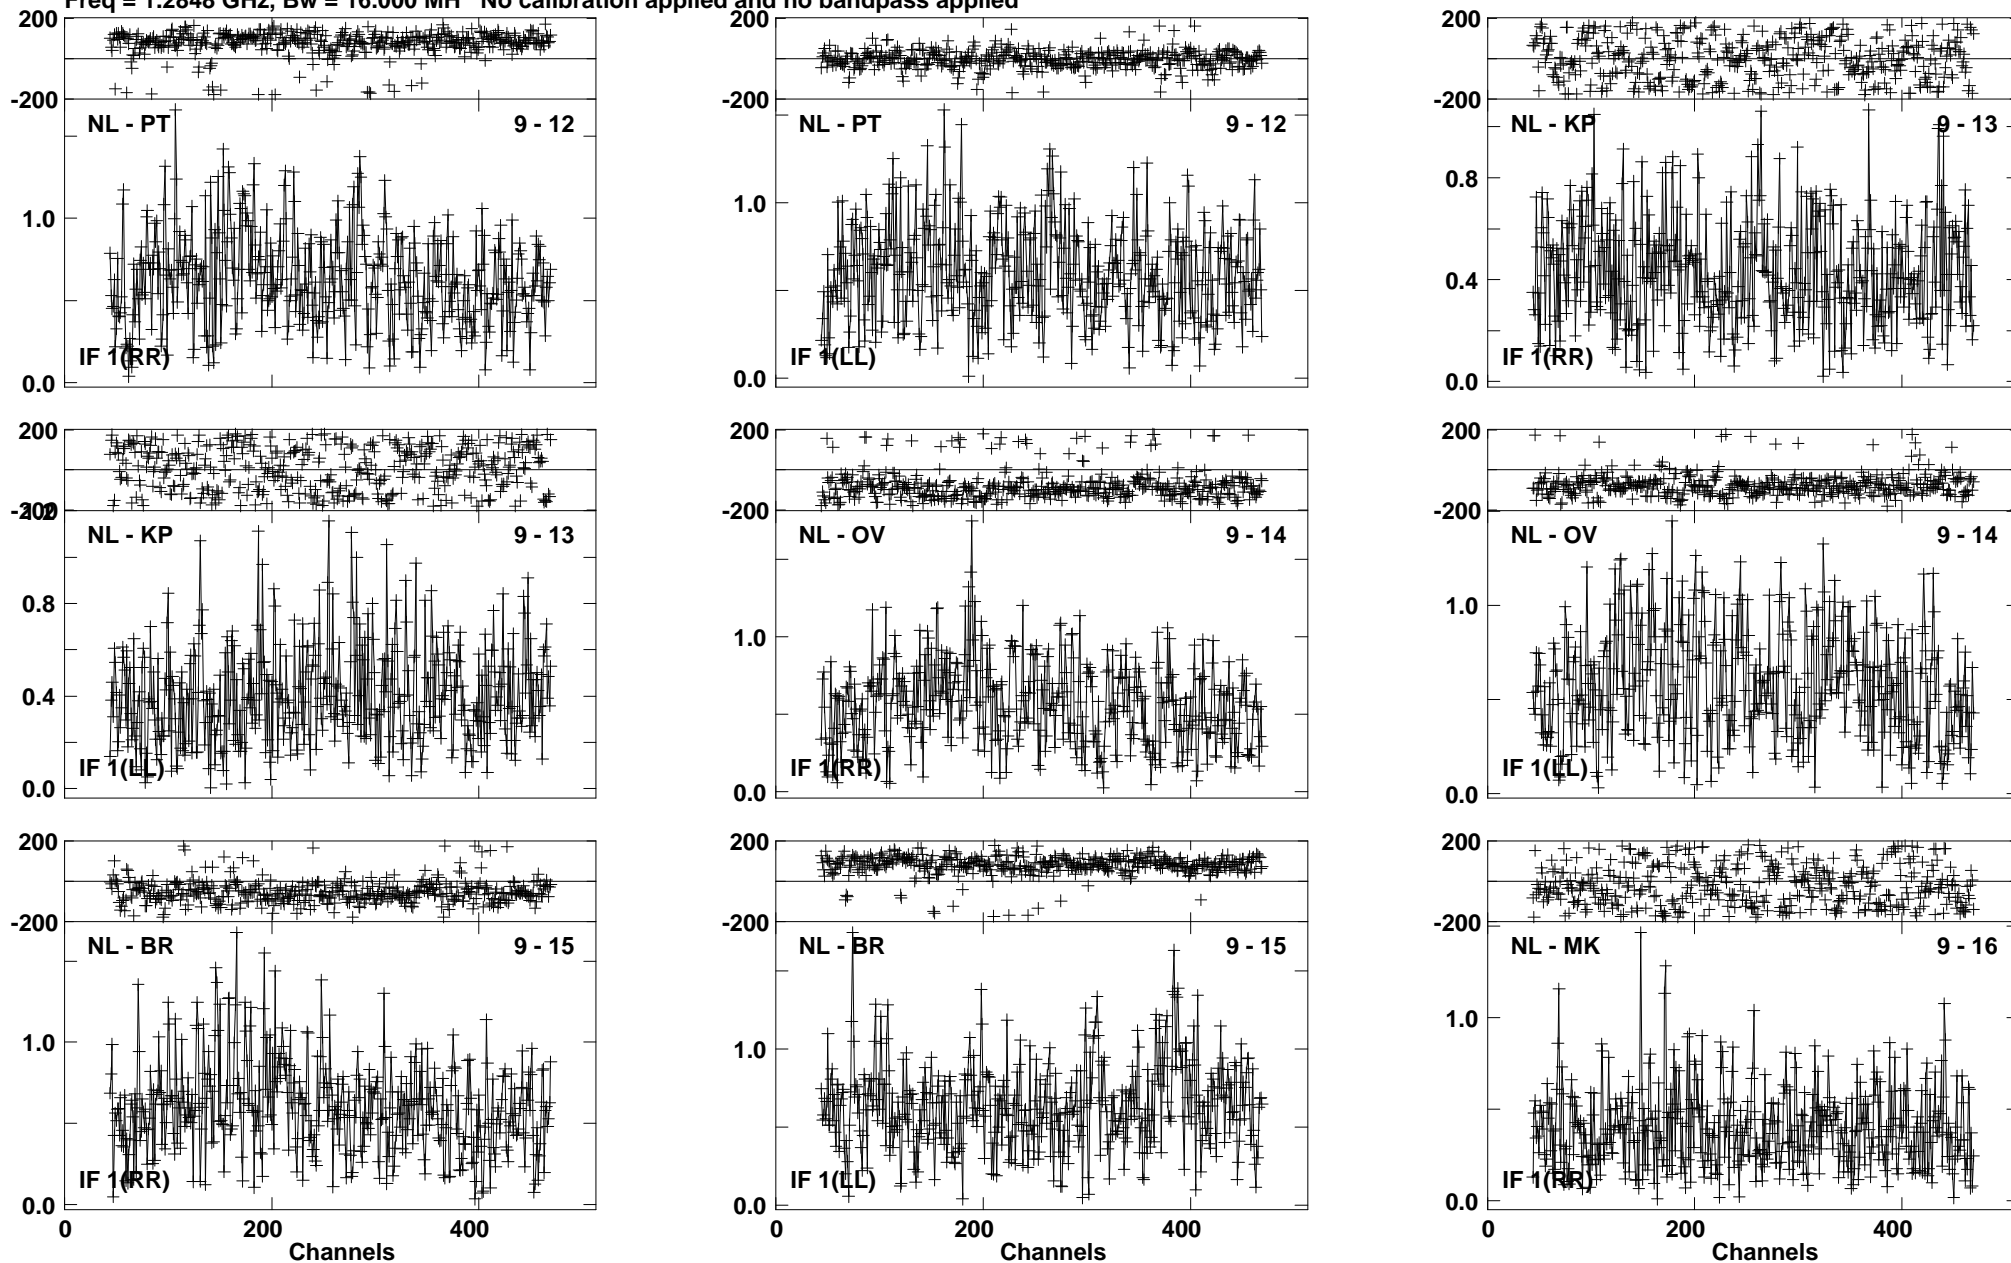 Freq = 1.2848 GHz, Bw = 16.000 MH No calibration applied and no bandpass applied
200 200 200
-200 -200 -200
NL - PT 9 - 12 NL - PT 9 - 12 NL - KP 9 - 13
1.0 1.0 0.8
0.4
IF 1(RR) IF 1(LL) IF 1(RR)
0.0 0.0 0.0
200 200 200
-200 1.2 -200 -200
NL - KP 9 - 13 NL - OV 9 - 14 NL - OV 9 - 14
0.8 1.0 1.0
0.4
IF 1(LL) IF 1(RR) IF 1(LL)
0.0 0.0 0.0
200 200 200
-200 -200 -200
NL - BR 9 - 15 NL - BR 9 - 15 NL - MK 9 - 16
1.0 1.0 1.0
IF 1(RR) IF 1(LL) IF 1(RR)
0.0 0.0 0.0
0 200 400 0 200 400 0 200 400
Channels Channels Channels